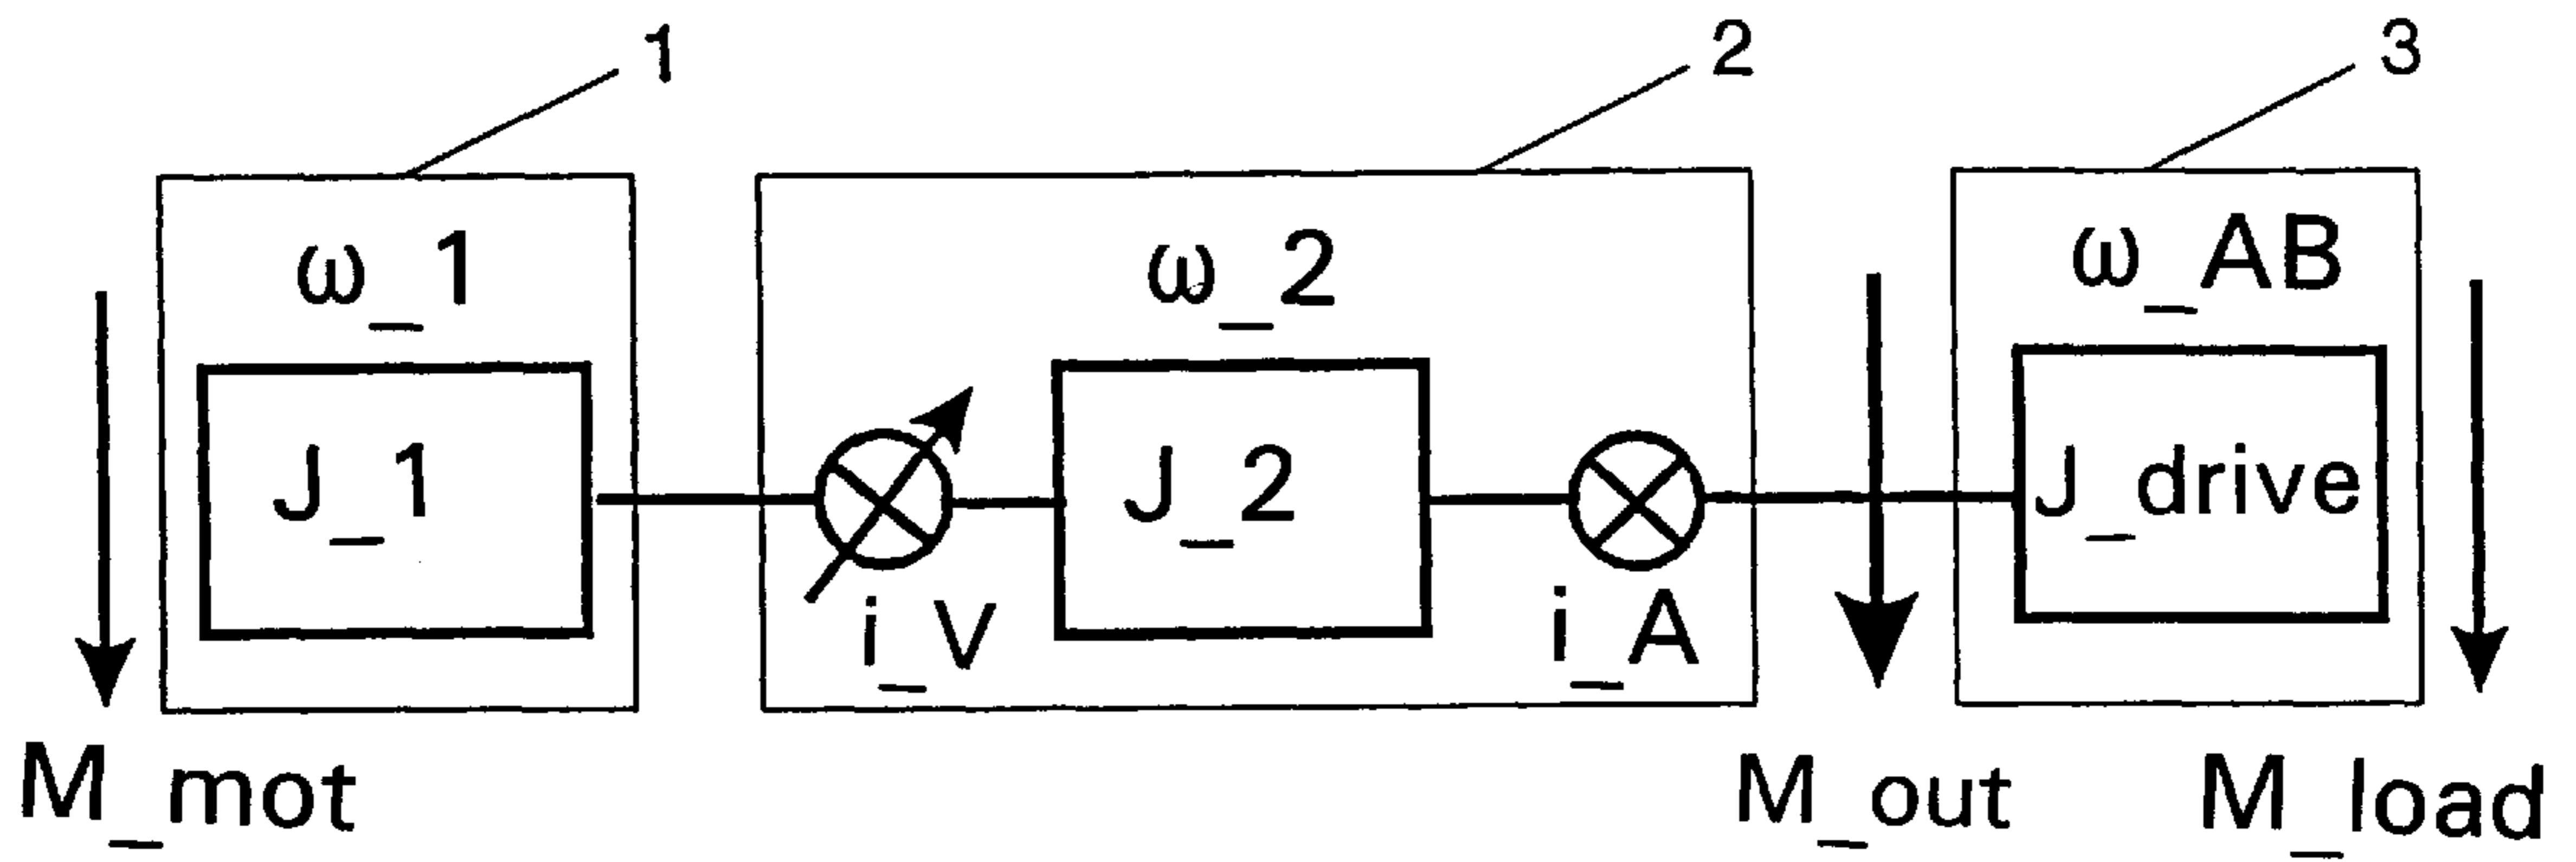 1 2 3
ω_1 ω_2 ω_AB
J_1 J_2 J_drive
i_V i_A
M_mot M_out M_load